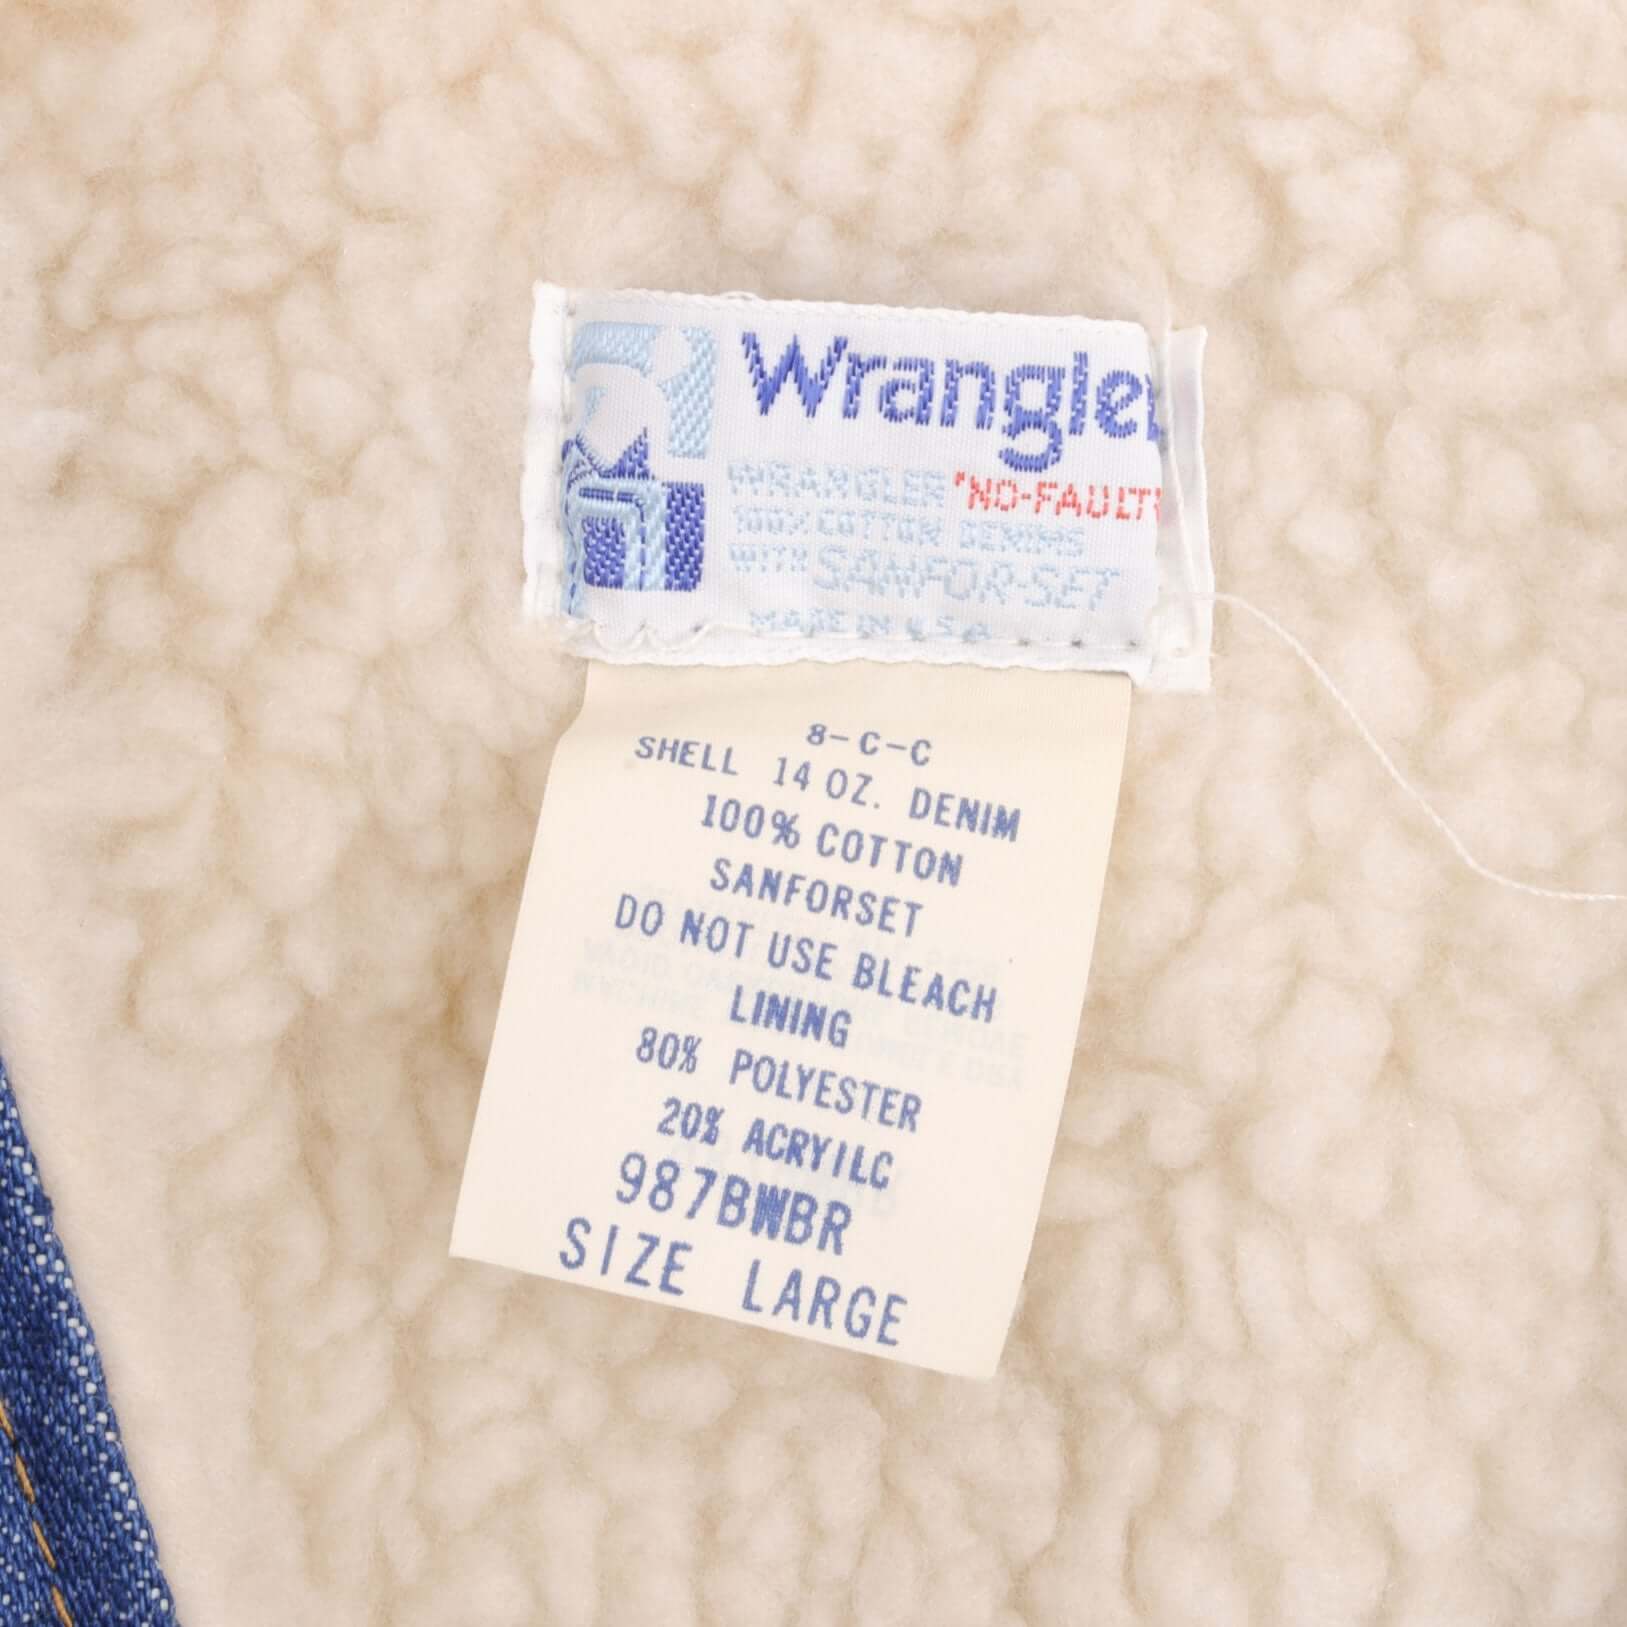 Wrangler
WRANGLER "NO-FAULT"
100% COTTON DENIMS
WITH SANFOR-SET
MADE IN U.S.A
8-C-C
SHELL 14 OZ. DENIM
100% COTTON
SANFORSET
DO NOT USE BLEACH
LINING
80% POLYESTER
20% ACRYILC
987BWBR
SIZE LARGE